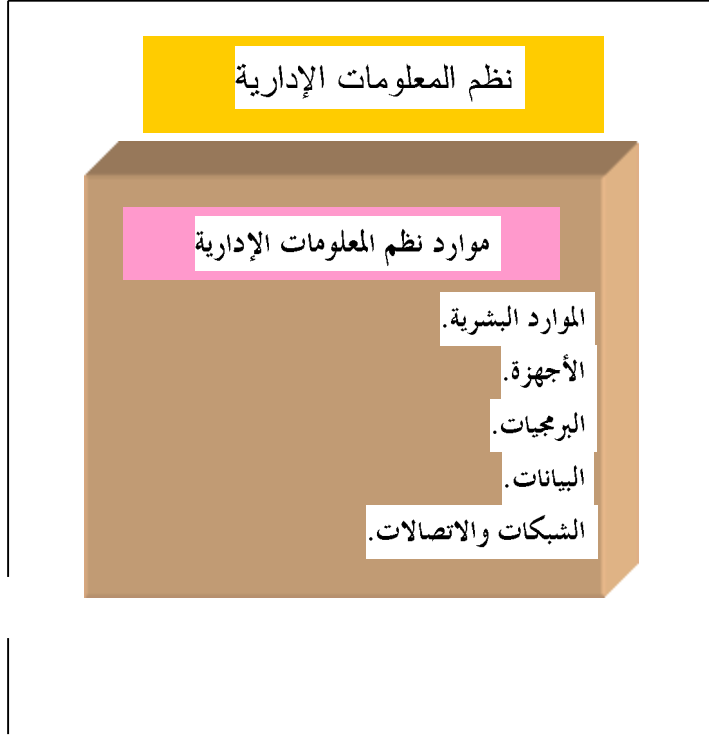 نظم المعلومات الإدارية
موارد نظم المعلومات الإدارية
الموارد البشرية.
الأجهزة.
البرمجيات.
البيانات.
الشبكات والاتصالات.